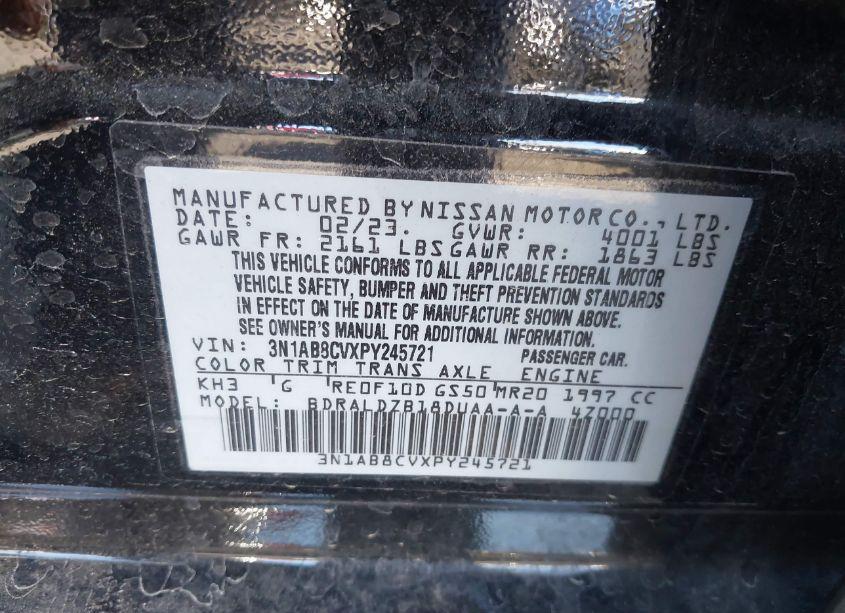 MANUFACTURED BY NISSAN MOTOR CO., LTD.
DATE: 02/23. GVWR: 4001 LBS
GAWR FR: 2161 LBS GAWR RR: 1863 LBS
THIS VEHICLE CONFORMS TO ALL APPLICABLE FEDERAL MOTOR
VEHICLE SAFETY, BUMPER AND THEFT PREVENTION STANDARDS
IN EFFECT ON THE DATE OF MANUFACTURE SHOWN ABOVE.
SEE OWNER'S MANUAL FOR ADDITIONAL INFORMATION.
VIN: 3N1AB8CVXPY245721 PASSENGER CAR.
COLOR TRIM TRANS AXLE ENGINE
KH3 G RE0F10D GS50 MR20 1997 CC
MODEL: BDRALDZB18DUAA-A-A 4Z000
3N1AB8CVXPY245721